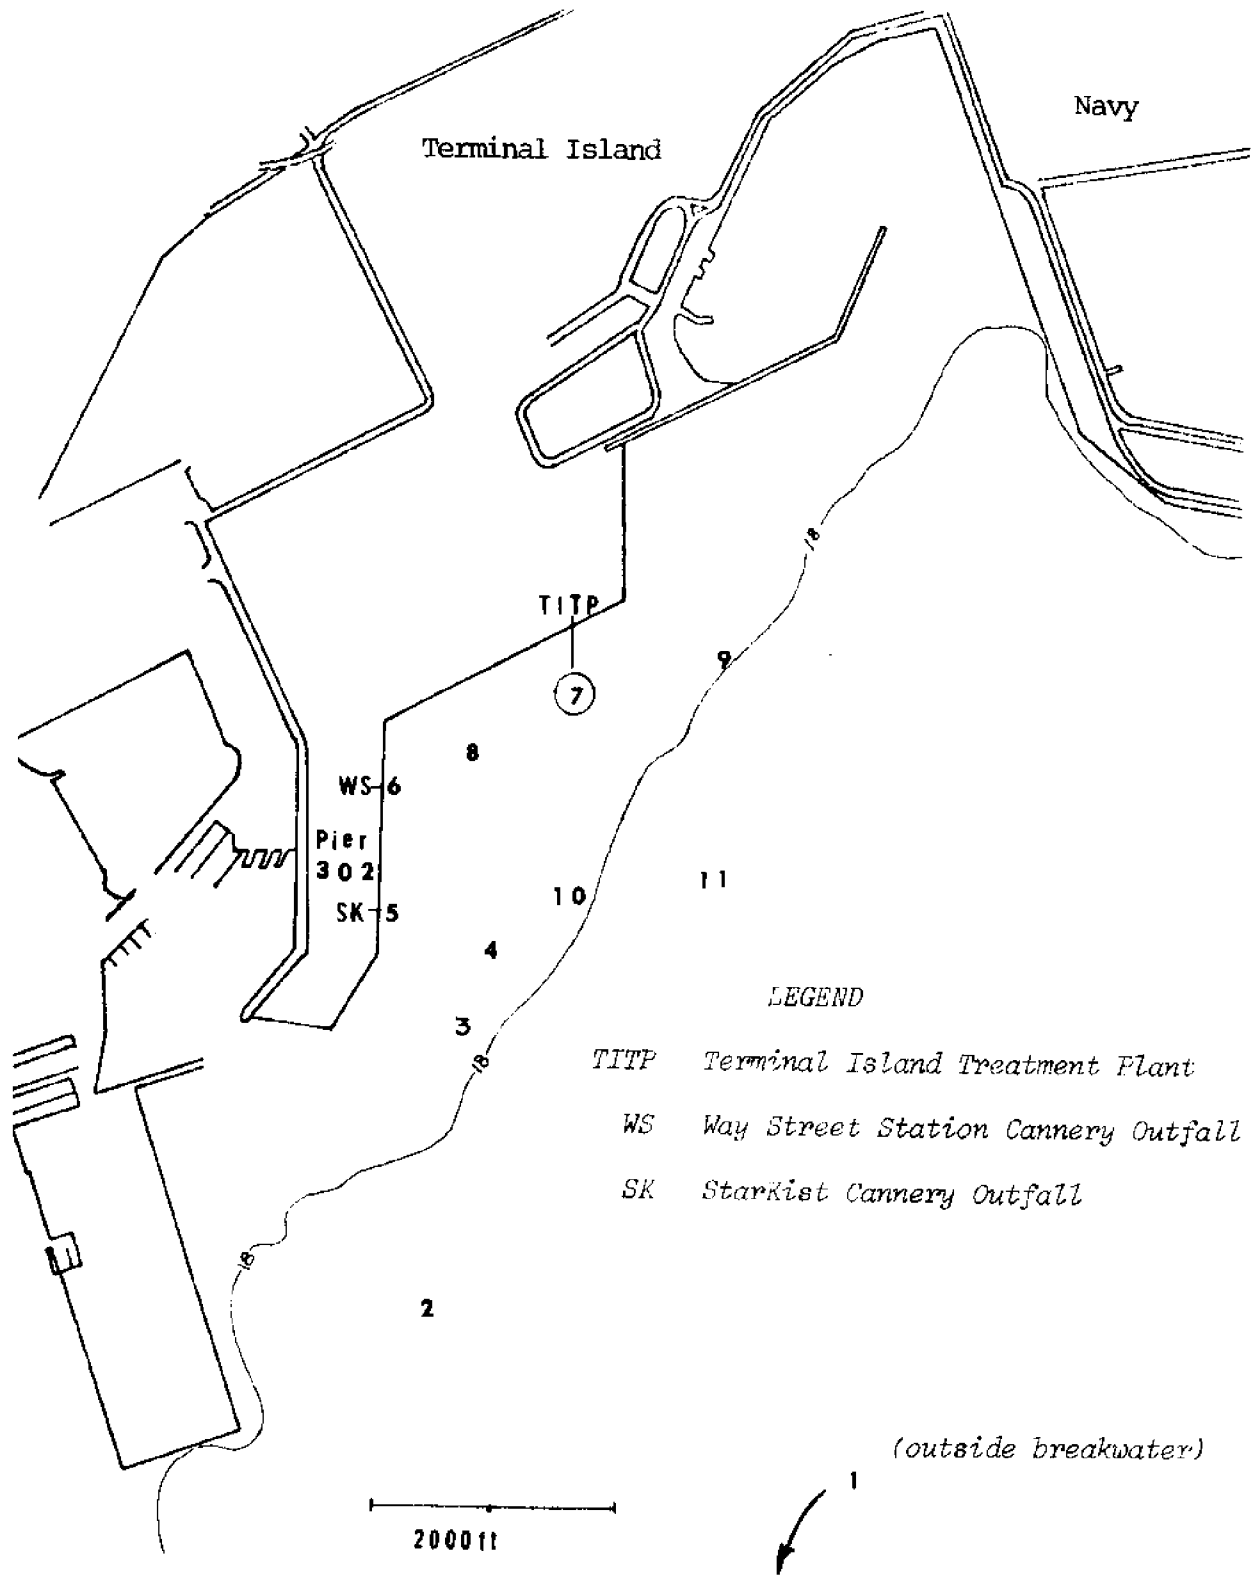 Navy
Terminal Island
18
TITP
9
7
8
WS 6
Pier
302
11
10
SK 5
4
LEGEND
3
18
TITP Terminal Island Treatment Plant
WS Way Street Station Cannery Outfall
SK StarKist Cannery Outfall
18
2
(outside breakwater)
1
2000ft